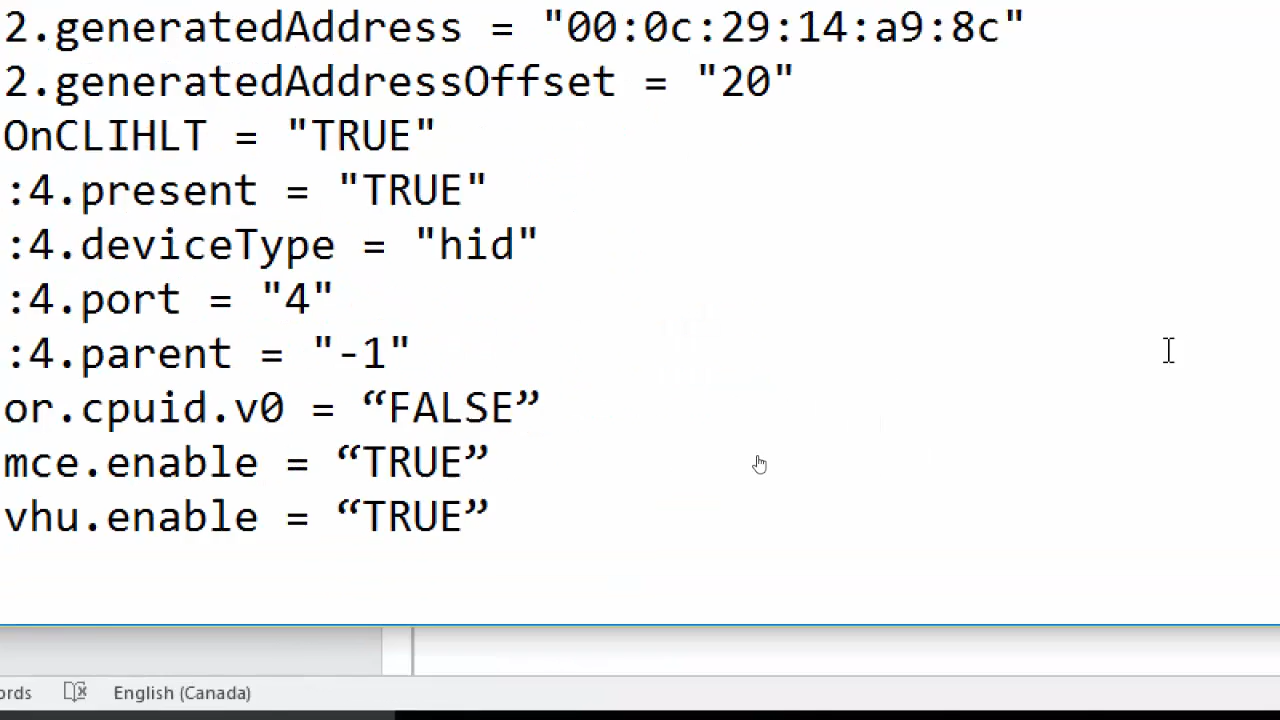 2.generatedAddress = "00:0c:29:14:a9:8c"
2.generatedAddressOffset = "20"
OnCLIHLT = "TRUE"
:4.present = "TRUE"
:4.deviceType = "hid"
:4.port = "4"
:4.parent = "-1"
or.cpuid.v0 = “FALSE”
mce.enable = “TRUE”
vhu.enable = “TRUE”
ords English (Canada)